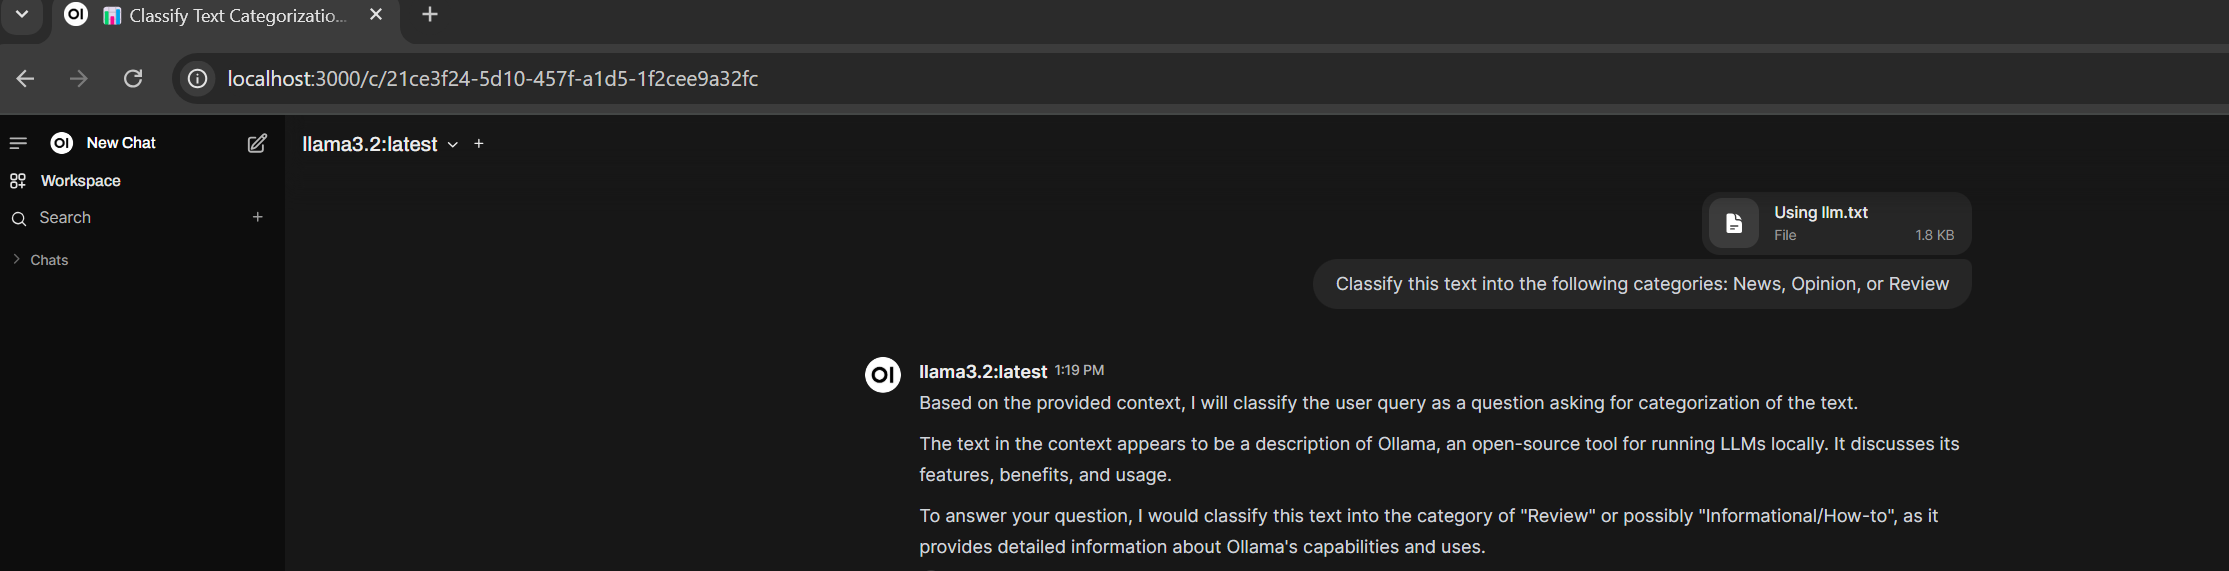 OI Classify Text Categorizatio...
localhost:3000/c/21ce3f24-5d10-457f-a1d5-1f2cee9a32fc
OI New Chat
Workspace
Search
Chats
llama3.2:latest
Using llm.txt
File 1.8 KB
Classify this text into the following categories: News, Opinion, or Review
OI llama3.2:latest 1:19 PM
Based on the provided context, I will classify the user query as a question asking for categorization of the text.
The text in the context appears to be a description of Ollama, an open-source tool for running LLMs locally. It discusses its
features, benefits, and usage.
To answer your question, I would classify this text into the category of "Review" or possibly "Informational/How-to", as it
provides detailed information about Ollama's capabilities and uses.